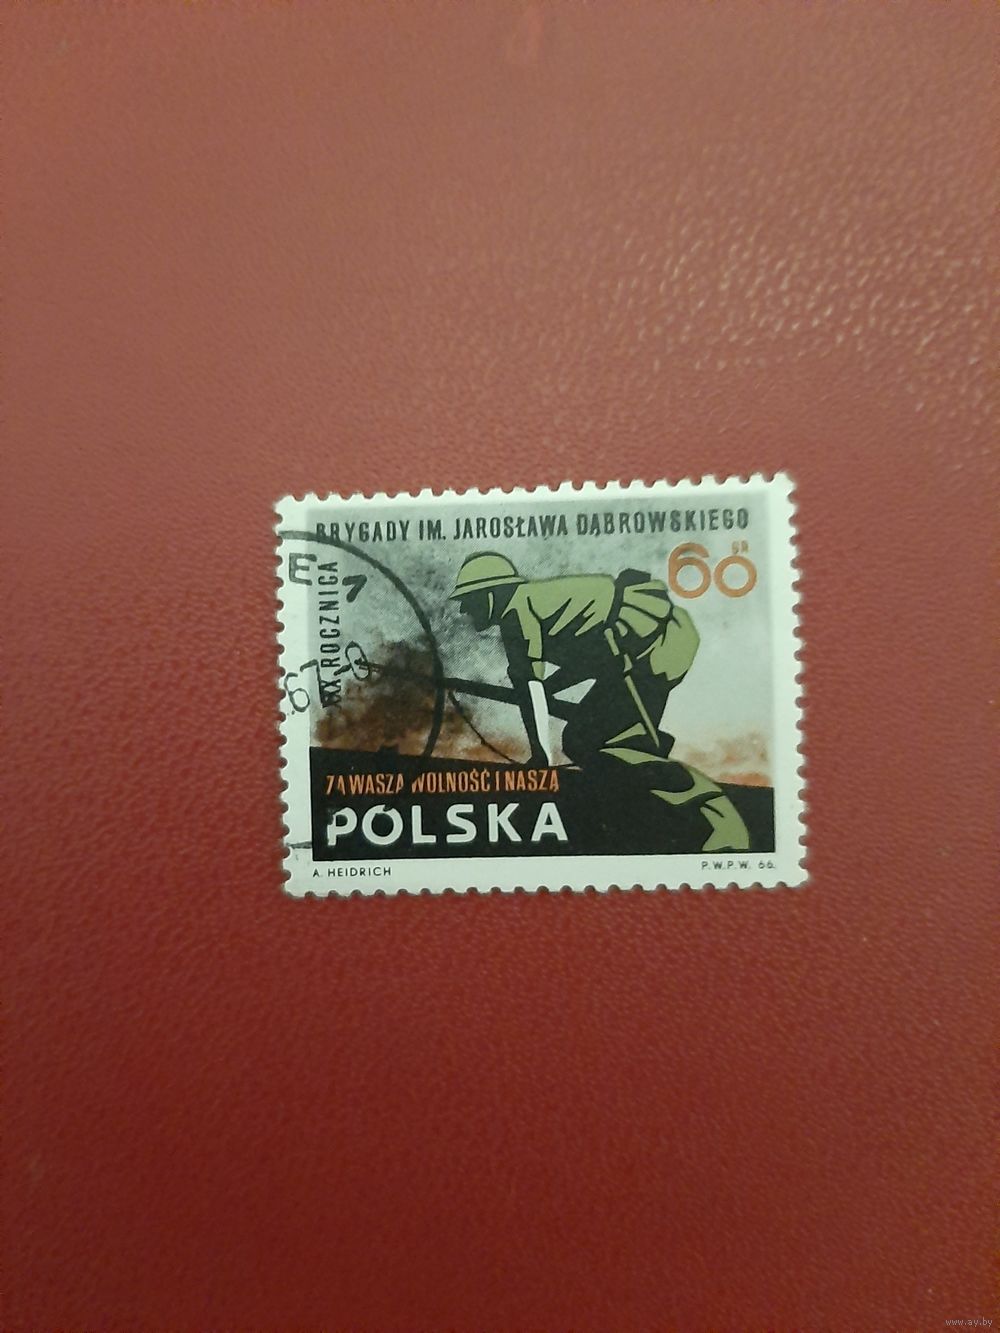 BRYGADY IM. JAROSŁAWA DĄBROWSKIEGO
XXX ROCZNICA
60 GR
ZA WASZĄ WOLNOŚĆ I NASZĄ
POLSKA
A. HEIDRICH
P.W.P.W. 66.
www.ay.by